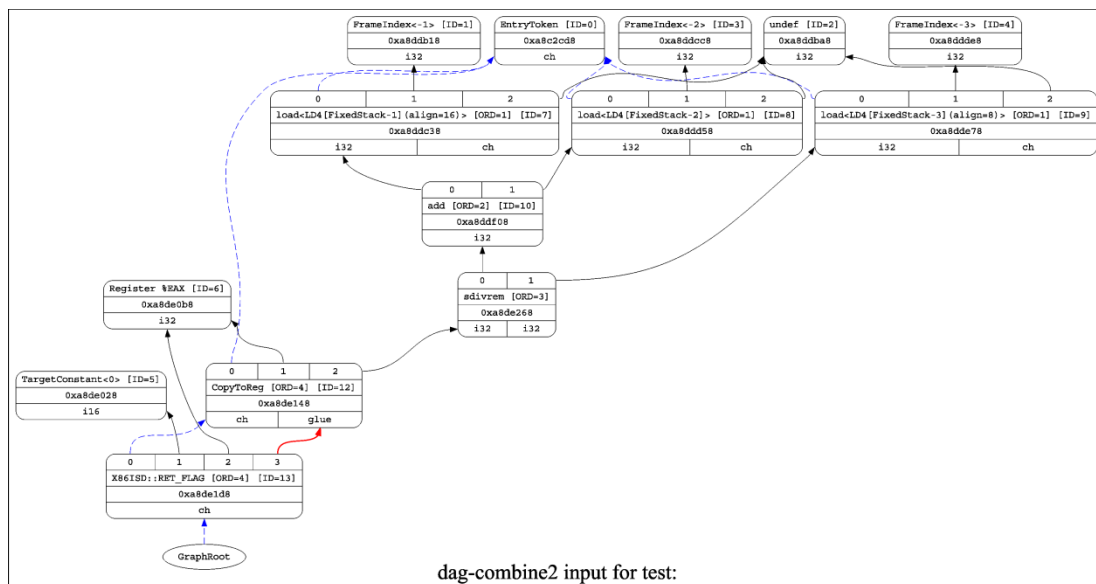 FrameIndex<-1> [ID=1]
0xa8ddb18
i32
EntryToken [ID=0]
0xa8c2cd8
ch
FrameIndex<-2> [ID=3]
0xa8ddcc8
i32
undef [ID=2]
0xa8ddba8
i32
FrameIndex<-3> [ID=4]
0xa8ddde8
i32
0 1 2
load<LD4[FixedStack-1](align=16)> [ORD=1] [ID=7]
0xa8ddc38
i32 ch
0 1 2
load<LD4[FixedStack-2]> [ORD=1] [ID=8]
0xa8ddd58
i32 ch
0 1 2
load<LD4[FixedStack-3](align=8)> [ORD=1] [ID=9]
0xa8dde78
i32 ch
0 1
add [ORD=2] [ID=10]
0xa8ddf08
i32
0 1
sdivrem [ORD=3]
0xa8de268
i32 i32
Register %EAX [ID=6]
0xa8de0b8
i32
0 1 2
CopyToReg [ORD=4] [ID=12]
0xa8de148
ch glue
TargetConstant<0> [ID=5]
0xa8de028
i16
0 1 2 3
X86ISD::RET_FLAG [ORD=4] [ID=13]
0xa8de1d8
ch
GraphRoot
dag-combine2 input for test: